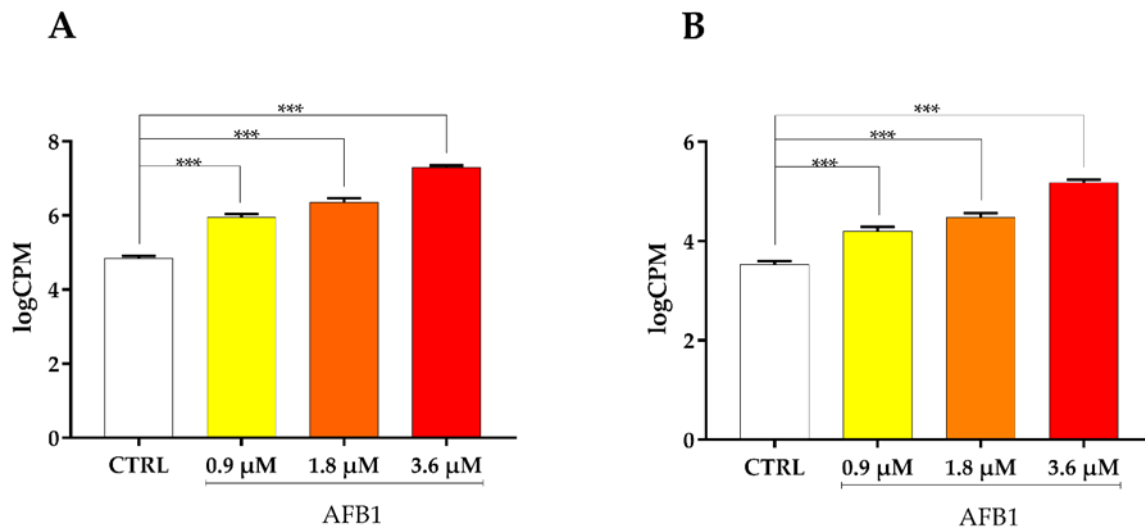 A
***
***
***
8
6
4
2
0
logCPM
CTRL
0.9 µM
1.8 µM
3.6 µM
AFB1
B
***
***
***
6
4
2
0
logCPM
CTRL
0.9 µM
1.8 µM
3.6 µM
AFB1